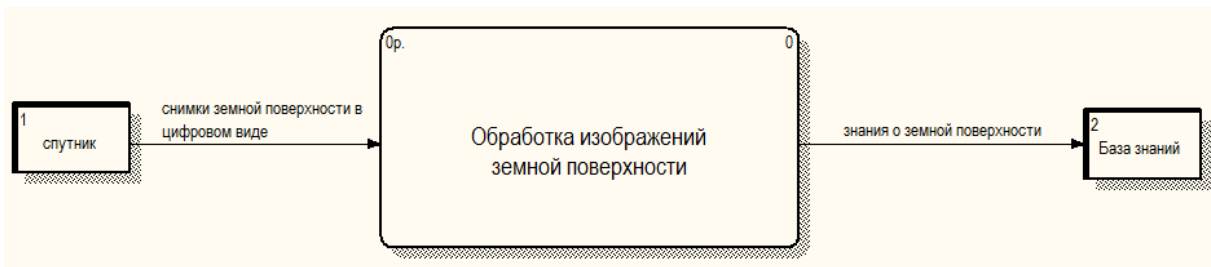 0р.
0
1
спутник
снимки земной поверхности в
цифровом виде
Обработка изображений
земной поверхности
знания о земной поверхности
2
База знаний